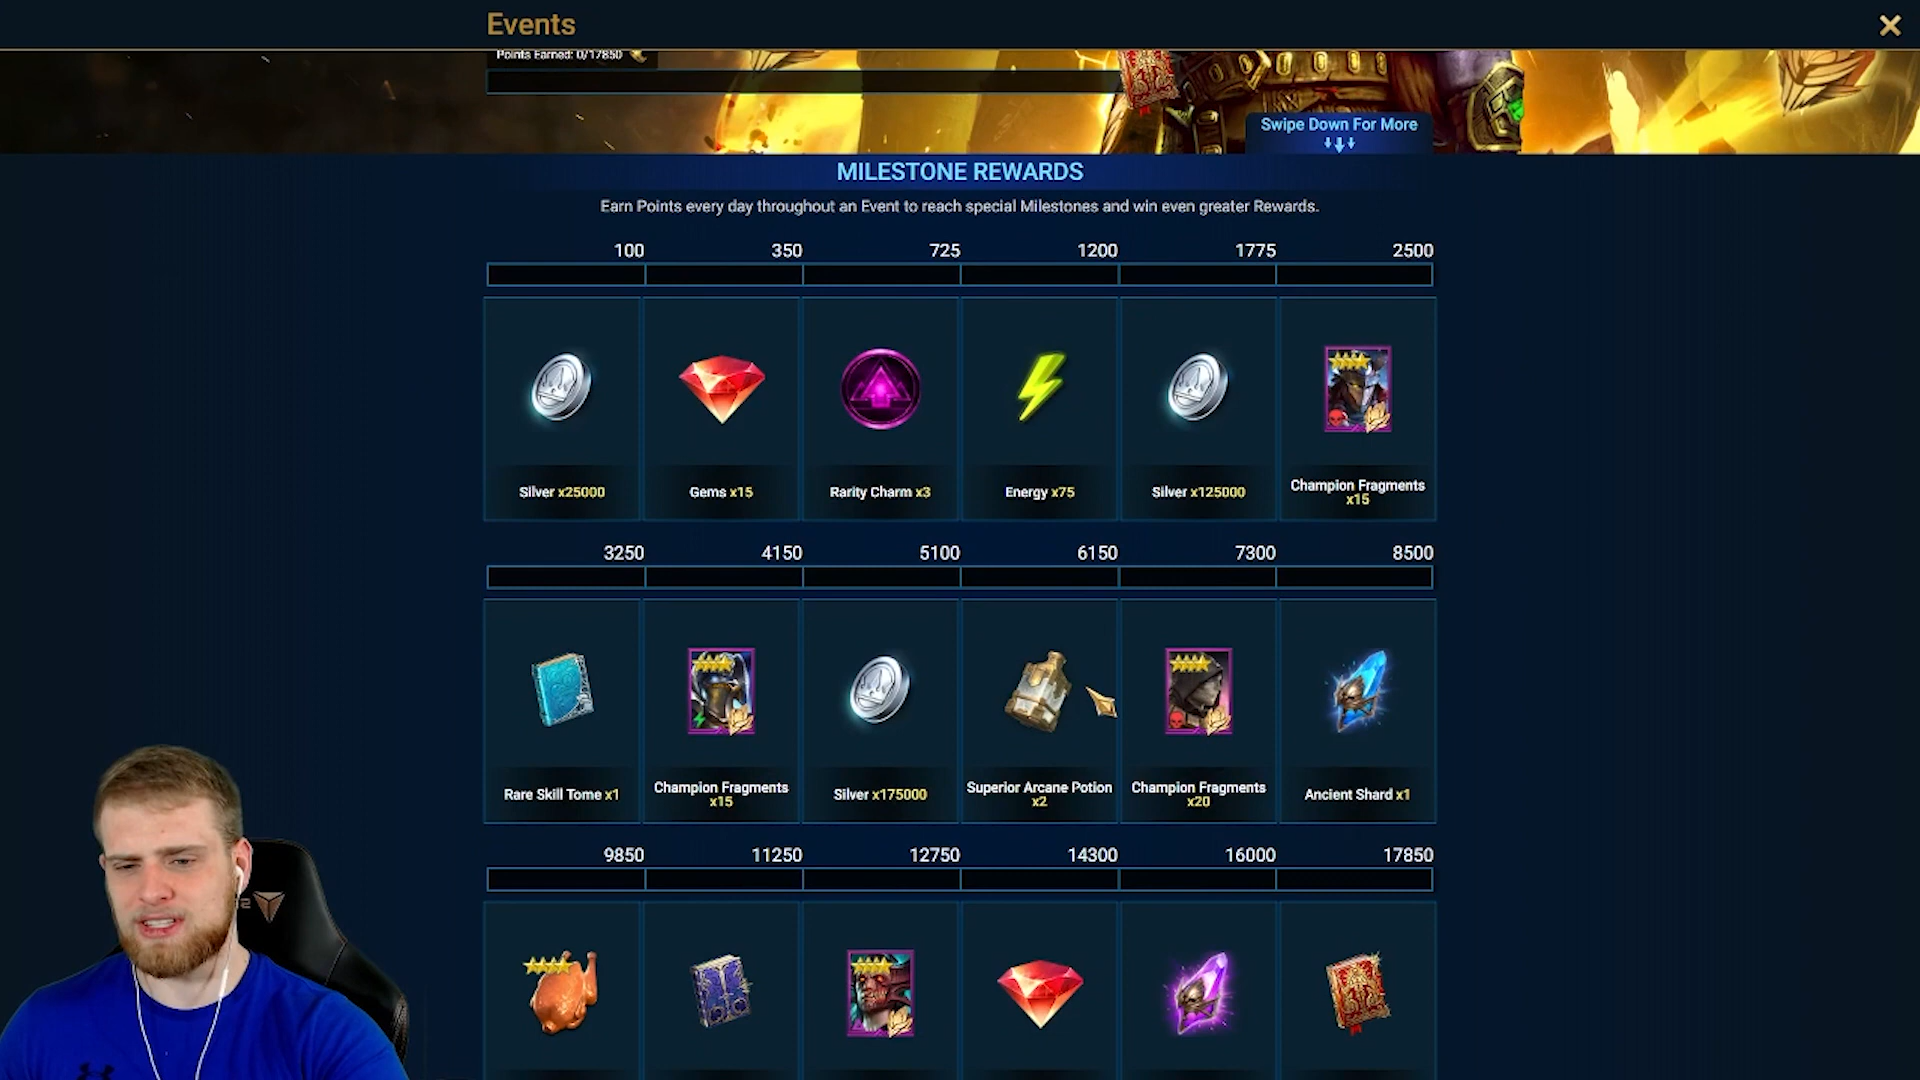 Events
Points Earned: 0/17850
Swipe Down For More
MILESTONE REWARDS
Earn Points every day throughout an Event to reach special Milestones and win even greater Rewards.
100 350 725 1200 1775 2500
Silver x25000
Gems x15
Rarity Charm x3
Energy x75
Silver x125000
Champion Fragments
x15
3250 4150 5100 6150 7300 8500
Rare Skill Tome x1
Champion Fragments
x15
Silver x175000
Superior Arcane Potion
x2
Champion Fragments
x20
Ancient Shard x1
9850 11250 12750 14300 16000 17850